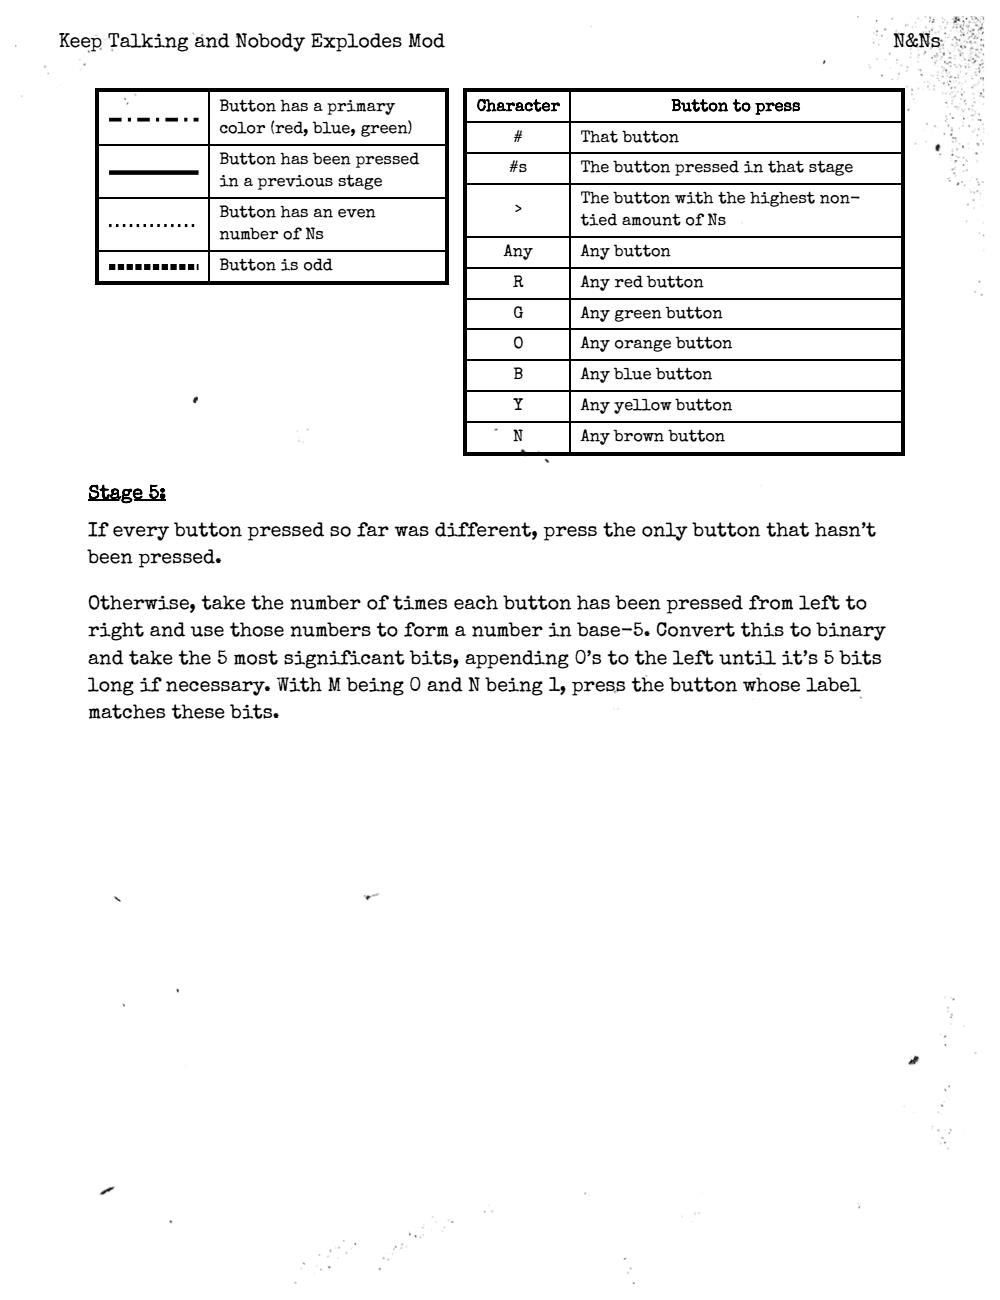 Keep Talking and Nobody Explodes Mod
N&Ns
Button has a primary
color (red, blue, green)
Button has been pressed
in a previous stage
Button has an even
number of Ns
Button is odd
Character Button to press
# That button
#s The button pressed in that stage
> The button with the highest non-
tied amount of Ns
Any Any button
R Any red button
G Any green button
O Any orange button
B Any blue button
Y Any yellow button
N Any brown button
Stage 5:
If every button pressed so far was different, press the only button that hasn't
been pressed.
Otherwise, take the number of times each button has been pressed from left to
right and use those numbers to form a number in base-5. Convert this to binary
and take the 5 most significant bits, appending 0's to the left until it's 5 bits
long if necessary. With M being 0 and N being 1, press the button whose label
matches these bits.